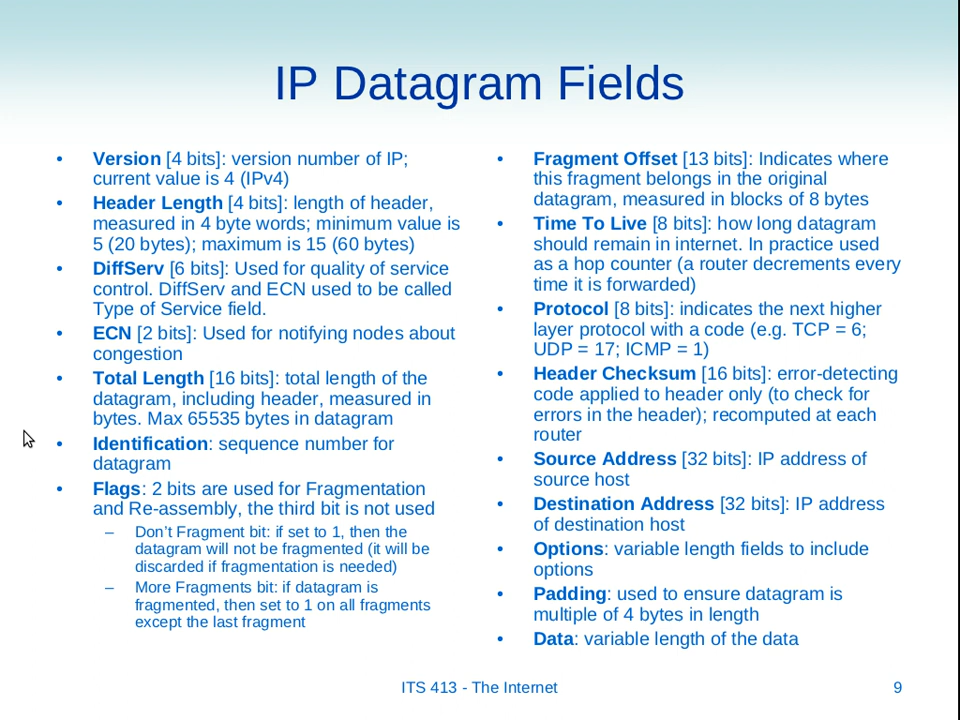 IP Datagram Fields
• Version [4 bits]: version number of IP;
current value is 4 (IPv4)
• Header Length [4 bits]: length of header,
measured in 4 byte words; minimum value is
5 (20 bytes); maximum is 15 (60 bytes)
• DiffServ [6 bits]: Used for quality of service
control. DiffServ and ECN used to be called
Type of Service field.
• ECN [2 bits]: Used for notifying nodes about
congestion
• Total Length [16 bits]: total length of the
datagram, including header, measured in
bytes. Max 65535 bytes in datagram
• Identification: sequence number for
datagram
• Flags: 2 bits are used for Fragmentation
and Re-assembly, the third bit is not used
– Don't Fragment bit: if set to 1, then the
datagram will not be fragmented (it will be
discarded if fragmentation is needed)
– More Fragments bit: if datagram is
fragmented, then set to 1 on all fragments
except the last fragment
• Fragment Offset [13 bits]: Indicates where
this fragment belongs in the original
datagram, measured in blocks of 8 bytes
• Time To Live [8 bits]: how long datagram
should remain in internet. In practice used
as a hop counter (a router decrements every
time it is forwarded)
• Protocol [8 bits]: indicates the next higher
layer protocol with a code (e.g. TCP = 6;
UDP = 17; ICMP = 1)
• Header Checksum [16 bits]: error-detecting
code applied to header only (to check for
errors in the header); recomputed at each
router
• Source Address [32 bits]: IP address of
source host
• Destination Address [32 bits]: IP address
of destination host
• Options: variable length fields to include
options
• Padding: used to ensure datagram is
multiple of 4 bytes in length
• Data: variable length of the data
ITS 413 - The Internet
9